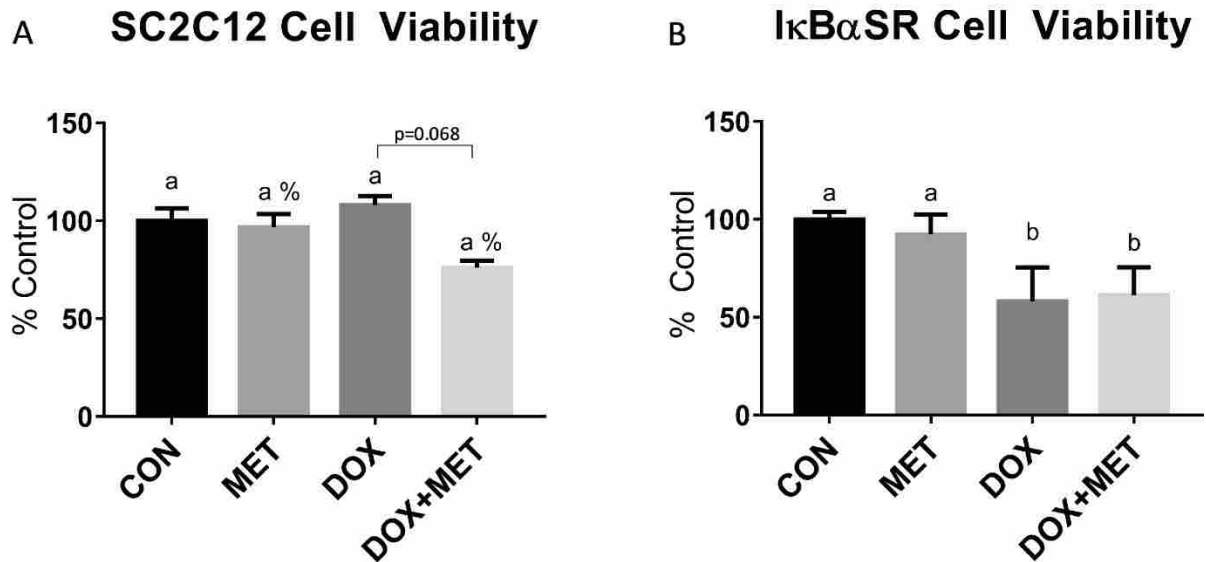 A
SC2C12 Cell Viability
% Control
150
100
50
0
a
a %
a
p=0.068
a %
CON
MET
DOX
DOX+MET
B
IκBαSR Cell Viability
% Control
150
100
50
0
a
a
b
b
CON
MET
DOX
DOX+MET